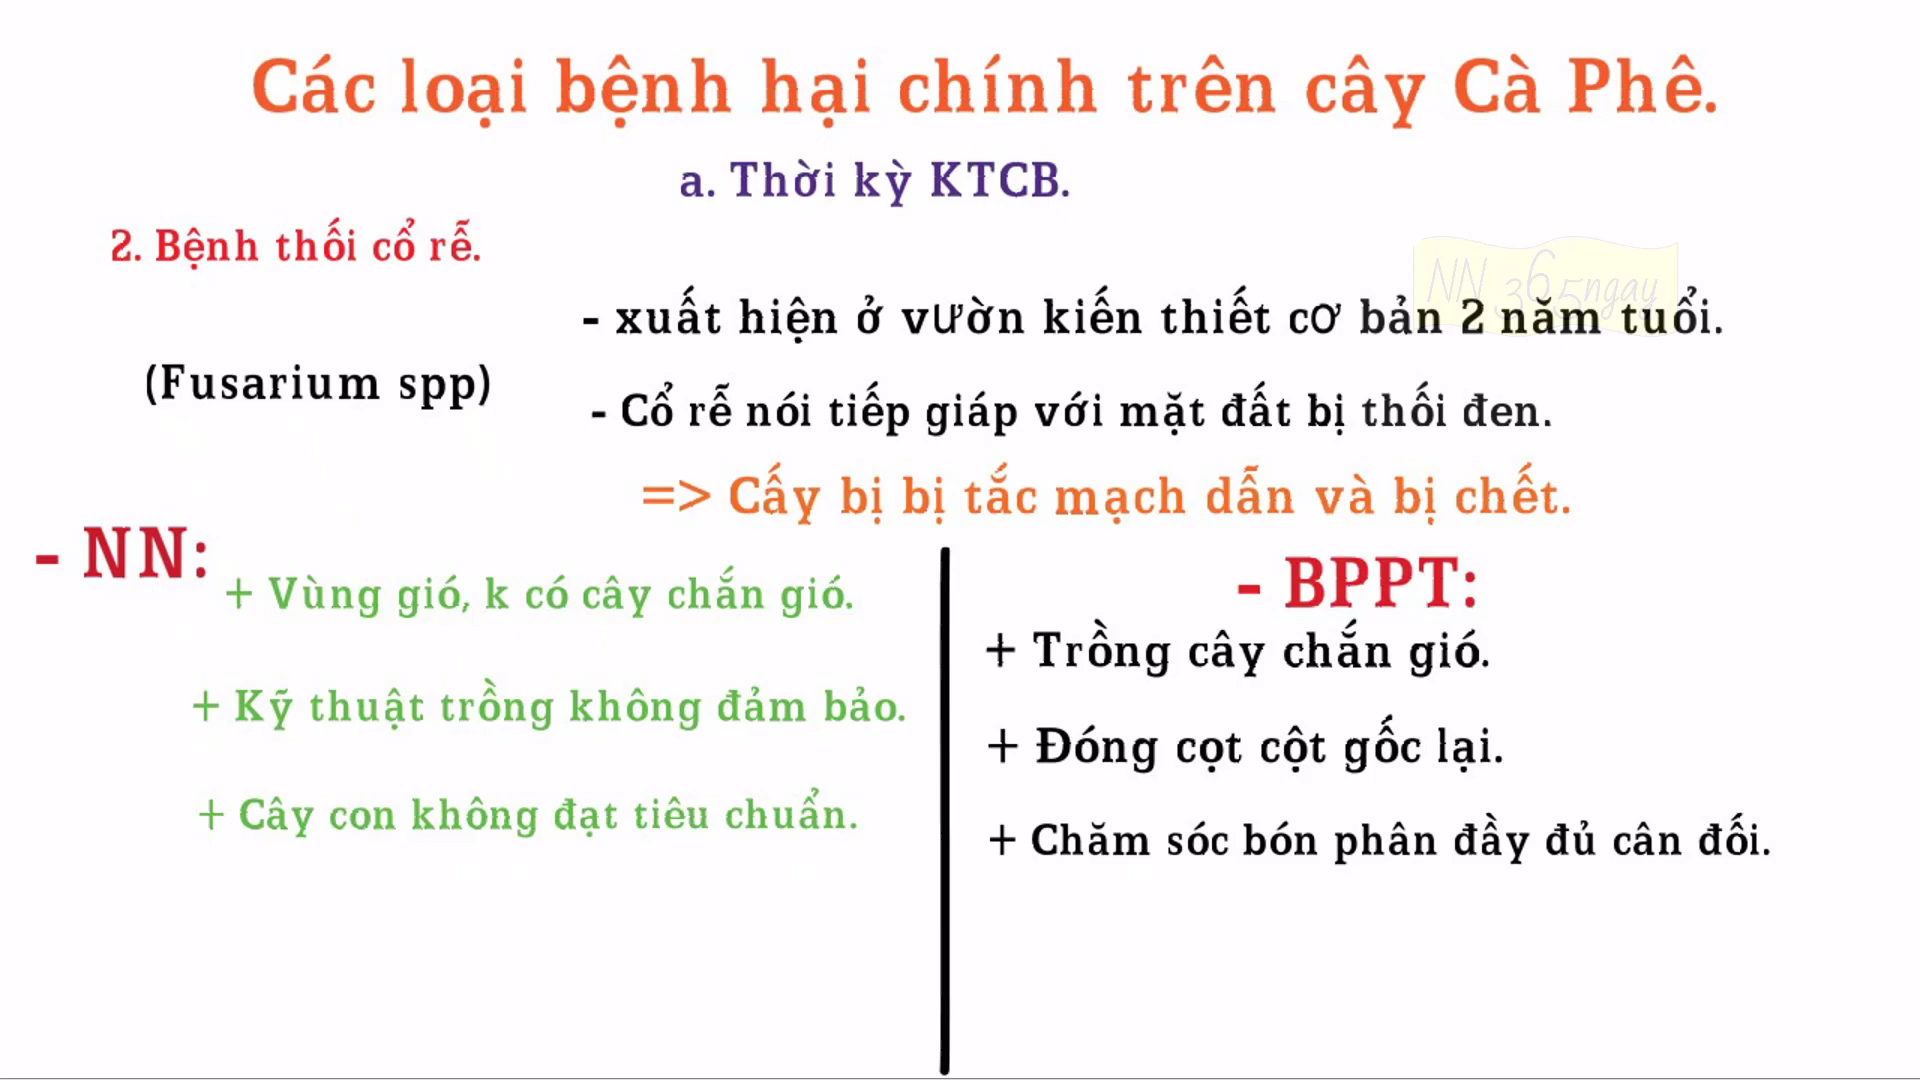 Các loại bệnh hại chính trên cây Cà Phê.
a. Thời kỳ KTCB.
2. Bệnh thối cổ rễ.
NN 365ngay
- xuất hiện ở vườn kiến thiết cơ bản 2 năm tuổi.
(Fusarium spp)
- Cổ rễ nói tiếp giáp với mặt đất bị thối đen.
=> Cấy bị bị tắc mạch dẫn và bị chết.
- NN:
+ Vùng gió, k có cây chắn gió.
+ Kỹ thuật trồng không đảm bảo.
+ Cây con không đạt tiêu chuẩn.
- BPPT:
+ Trồng cây chắn gió.
+ Đóng cọt cột gốc lại.
+ Chăm sóc bón phân đầy đủ cân đối.